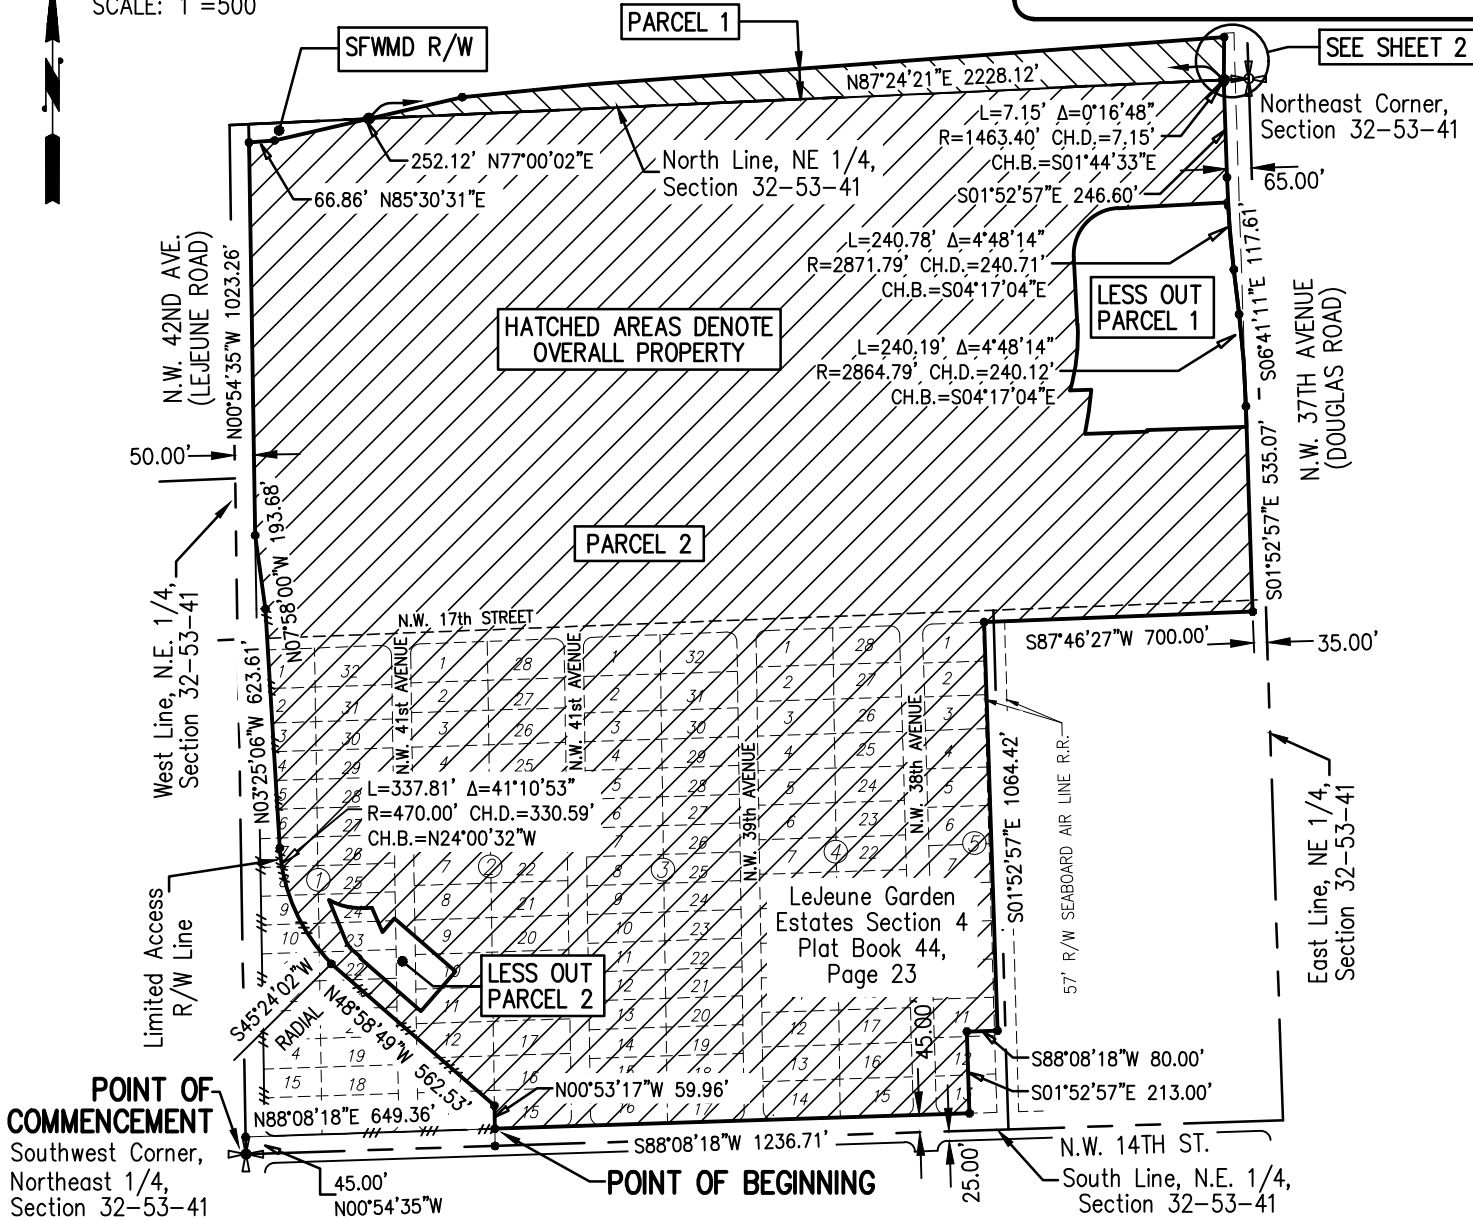 SCALE: 1"=500'
SFWMD R/W
PARCEL 1
SEE SHEET 2
N87°24'21"E 2228.12'
Northeast Corner,
Section 32-53-41
L=7.15' Δ=0°16'48"
R=1463.40' CH.D.=7.15'
CH.B.=S01°44'33"E
252.12' N77°00'02"E
North Line, NE 1/4,
Section 32-53-41
66.86' N85°30'31"E
S01°52'57"E 246.60'
65.00'
N.W. 42ND AVE.
(LEJEUNE ROAD)
N00°54'35"W 1023.26'
L=240.78' Δ=4°48'14"
R=2871.79' CH.D.=240.71'
CH.B.=S04°17'04"E
LESS OUT
PARCEL 1
S06°41'11"E 117.61'
N.W. 37TH AVENUE
(DOUGLAS ROAD)
HATCHED AREAS DENOTE
OVERALL PROPERTY
L=240.19' Δ=4°48'14"
R=2864.79' CH.D.=240.12'
CH.B.=S04°17'04"E
50.00'
S01°52'57"E 535.07'
N07°58'00"W 193.68'
PARCEL 2
West Line, N.E. 1/4,
Section 32-53-41
N.W. 17th STREET
S87°46'27"W 700.00'
35.00'
N03°25'06"W 623.61'
N.W. 41st AVENUE
N.W. 41st AVENUE
N.W. 39th AVENUE
N.W. 38th AVENUE
S01°52'57"E 1064.42'
57' R/W SEABOARD AIR LINE R.R.
East Line, NE 1/4,
Section 32-53-41
L=337.81' Δ=41°10'53"
R=470.00' CH.D.=330.59'
CH.B.=N24°00'32"W
1 2 3 4 5
LeJeune Garden
Estates Section 4
Plat Book 44,
Page 23
Limited Access
R/W Line
LESS OUT
PARCEL 2
S45°24'02"W
RADIAL
N48°58'49"W 562.53'
45.00'
S88°08'18"W 80.00'
S01°52'57"E 213.00'
N00°53'17"W 59.96'
POINT OF
COMMENCEMENT
Southwest Corner,
Northeast 1/4,
Section 32-53-41
N88°08'18"E 649.36'
S88°08'18"W 1236.71'
N.W. 14TH ST.
45.00'
N00°54'35"W
POINT OF BEGINNING
25.00'
South Line, N.E. 1/4,
Section 32-53-41